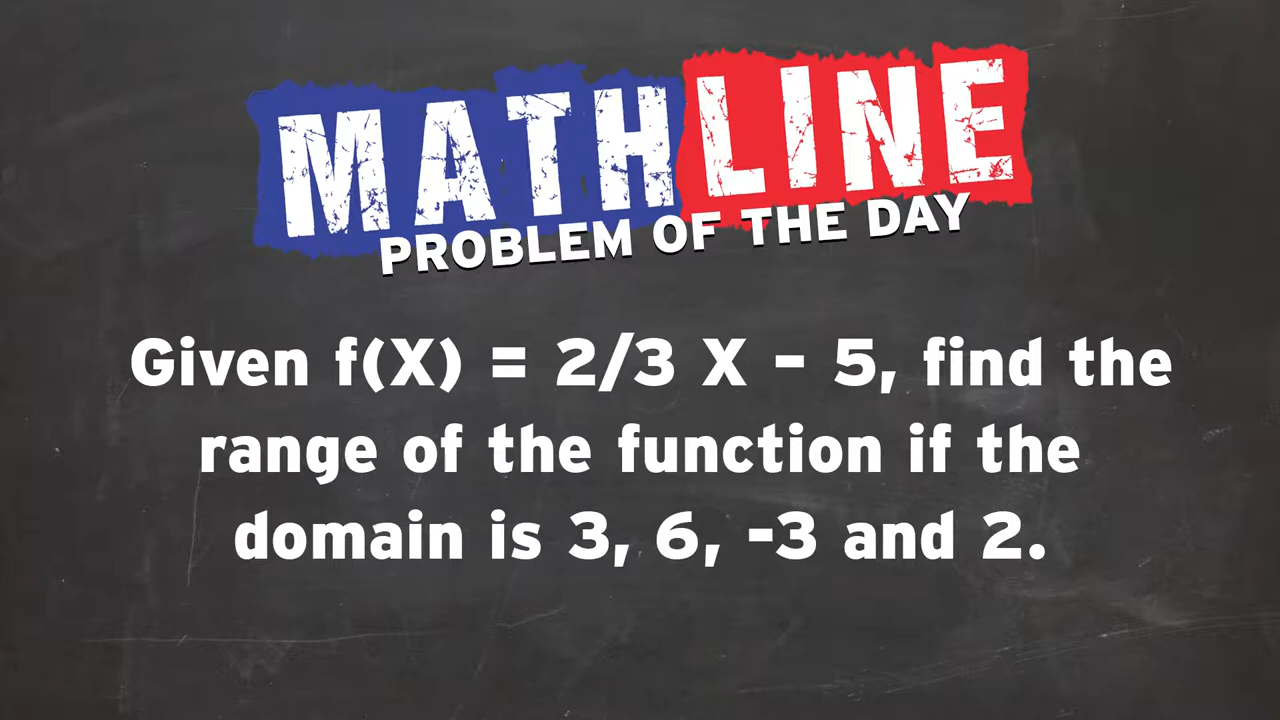 MATHLINE
PROBLEM OF THE DAY
Given f(X) = 2/3 X – 5, find the
range of the function if the
domain is 3, 6, -3 and 2.